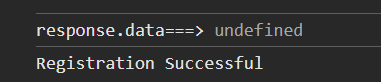 response.data===> undefined
Registration Successful